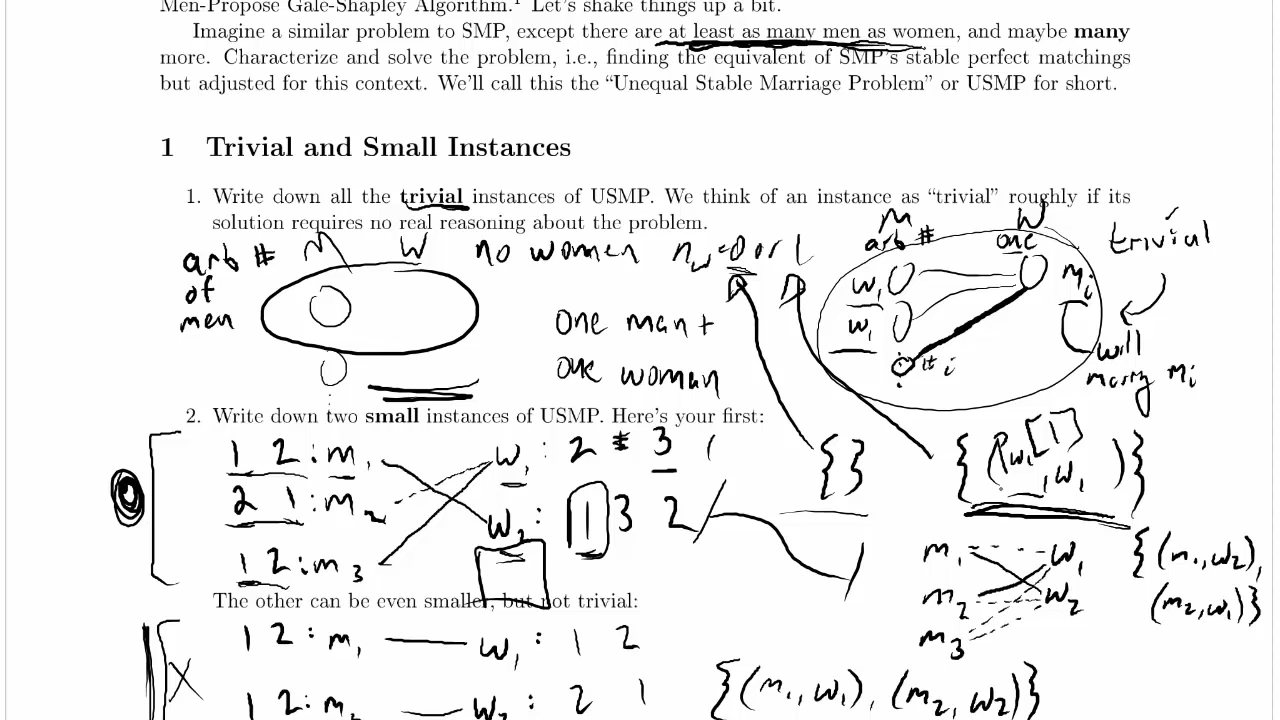 Men-Propose Gale-Shapley Algorithm.¹ Let's shake things up a bit.
Imagine a similar problem to SMP, except there are at least as many men as women, and maybe many
more. Characterize and solve the problem, i.e., finding the equivalent of SMP's stable perfect matchings
but adjusted for this context. We'll call this the "Unequal Stable Marriage Problem" or USMP for short.
1 Trivial and Small Instances
1. Write down all the trivial instances of USMP. We think of an instance as "trivial" roughly if its
solution requires no real reasoning about the problem.
arb # of men
M W
no women n_w=0 or 1
one man +
one woman
M W
arb # one
w₁
w₁
#i
M_i
trivial
will
marry m_i
2. Write down two small instances of USMP. Here's your first:
1 2: m₁ w₁: 2 3 1
2 1: m₂ w₂: 1 3 2
1 2: m₃
{ } {(P_w₁[1], w₁)}
m₁ w₁ {(m₁, w₂),
m₂ w₂ (m₂, w₁)}
m₃
The other can be even smaller, but not trivial:
1 2: m₁ w₁: 1 2
1 2: m₂ w₂: 2 1 {(m₁, w₁), (m₂, w₂)}